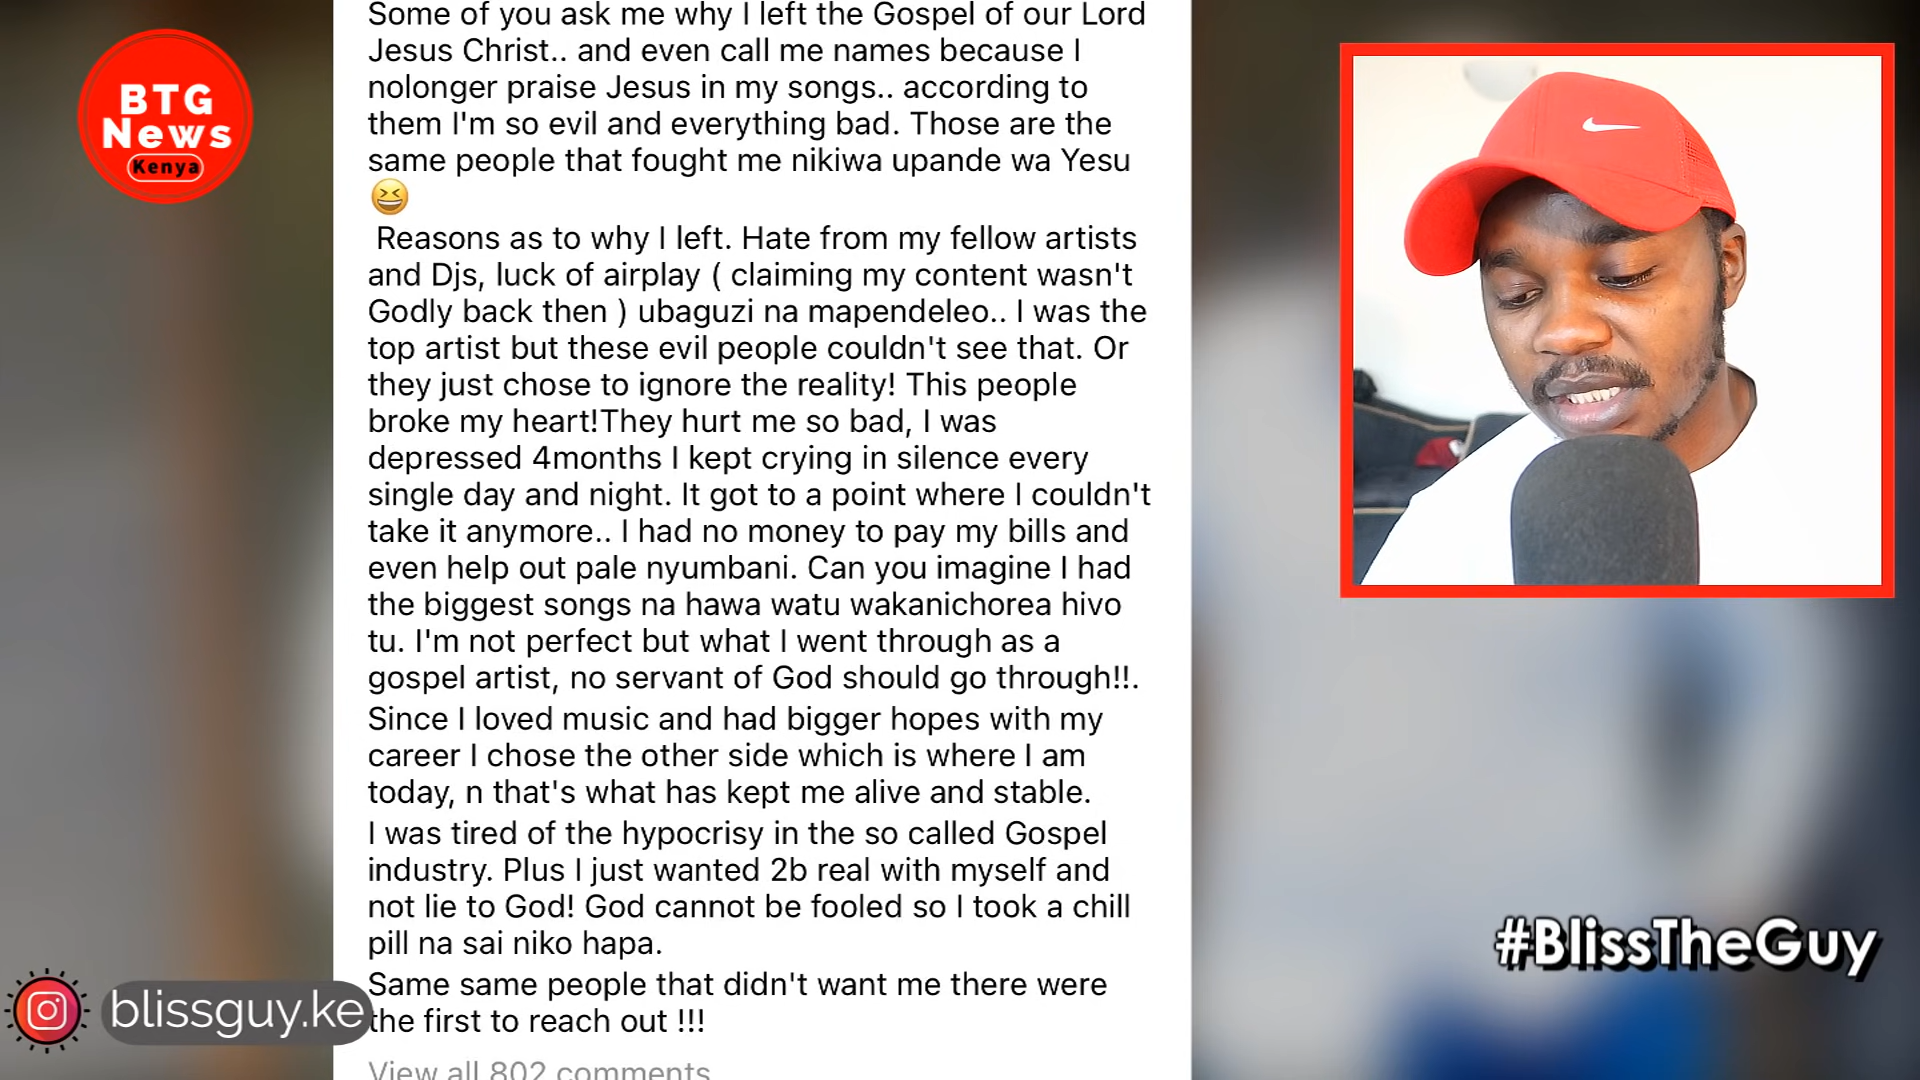 Some of you ask me why I left the Gospel of our Lord
Jesus Christ.. and even call me names because I
nolonger praise Jesus in my songs.. according to
them I'm so evil and everything bad. Those are the
same people that fought me nikiwa upande wa Yesu
😆
Reasons as to why I left. Hate from my fellow artists
and Djs, luck of airplay ( claiming my content wasn't
Godly back then ) ubaguzi na mapendeleo.. I was the
top artist but these evil people couldn't see that. Or
they just chose to ignore the reality! This people
broke my heart!They hurt me so bad, I was
depressed 4months I kept crying in silence every
single day and night. It got to a point where I couldn't
take it anymore.. I had no money to pay my bills and
even help out pale nyumbani. Can you imagine I had
the biggest songs na hawa watu wakanichorea hivo
tu. I'm not perfect but what I went through as a
gospel artist, no servant of God should go through!!.
Since I loved music and had bigger hopes with my
career I chose the other side which is where I am
today, n that's what has kept me alive and stable.
I was tired of the hypocrisy in the so called Gospel
industry. Plus I just wanted 2b real with myself and
not lie to God! God cannot be fooled so I took a chill
pill na sai niko hapa.
Same same people that didn't want me there were
the first to reach out !!!
View all 802 comments
BTG
News
Kenya
blissguy.ke
#BlissTheGuy